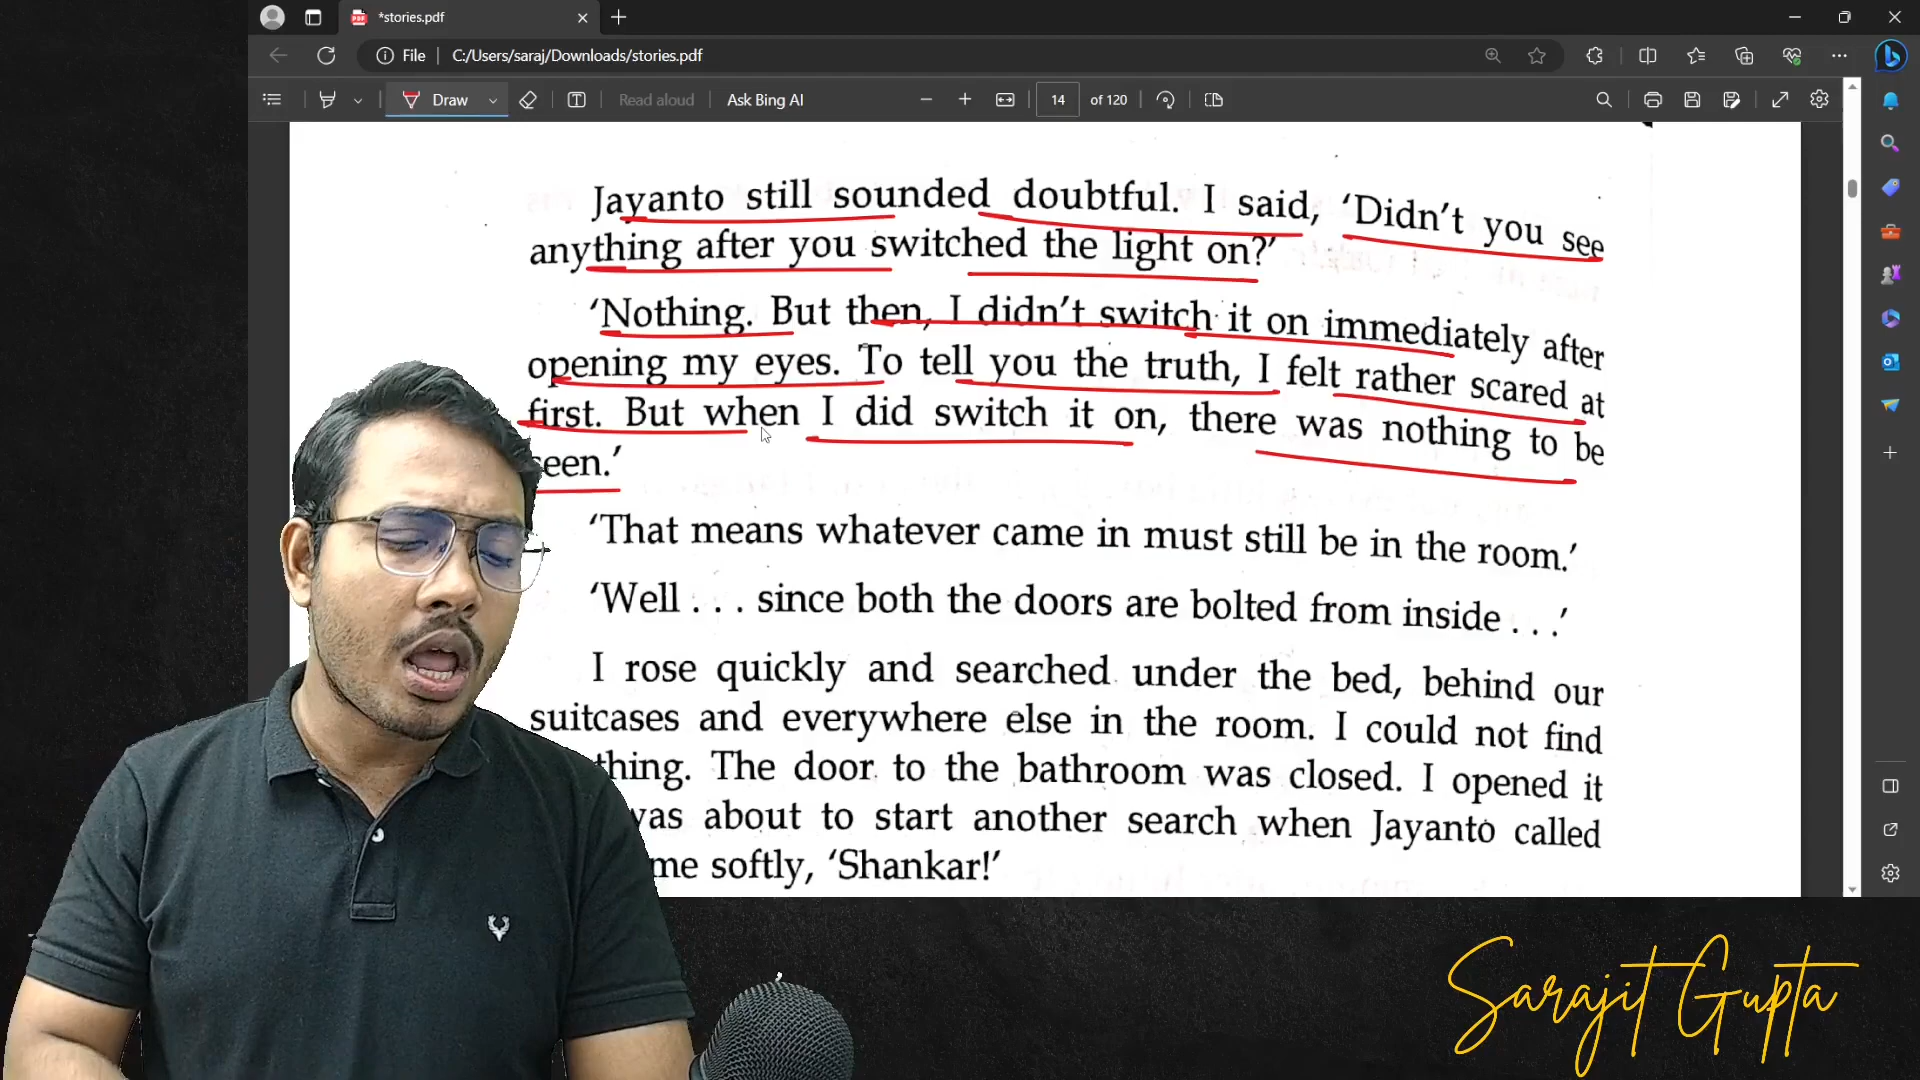 *stories.pdf
File | C:/Users/saraj/Downloads/stories.pdf
Draw Read aloud Ask Bing AI 14 of 120
Jayanto still sounded doubtful. I said, ‘Didn’t you see
anything after you switched the light on?’
‘Nothing. But then, I didn’t switch it on immediately after
opening my eyes. To tell you the truth, I felt rather scared at
first. But when I did switch it on, there was nothing to be
seen.’
‘That means whatever came in must still be in the room.’
‘Well . . . since both the doors are bolted from inside . . .’
I rose quickly and searched under the bed, behind our
suitcases and everywhere else in the room. I could not find
thing. The door to the bathroom was closed. I opened it
was about to start another search when Jayanto called
me softly, ‘Shankar!’
Sarajit Gupta